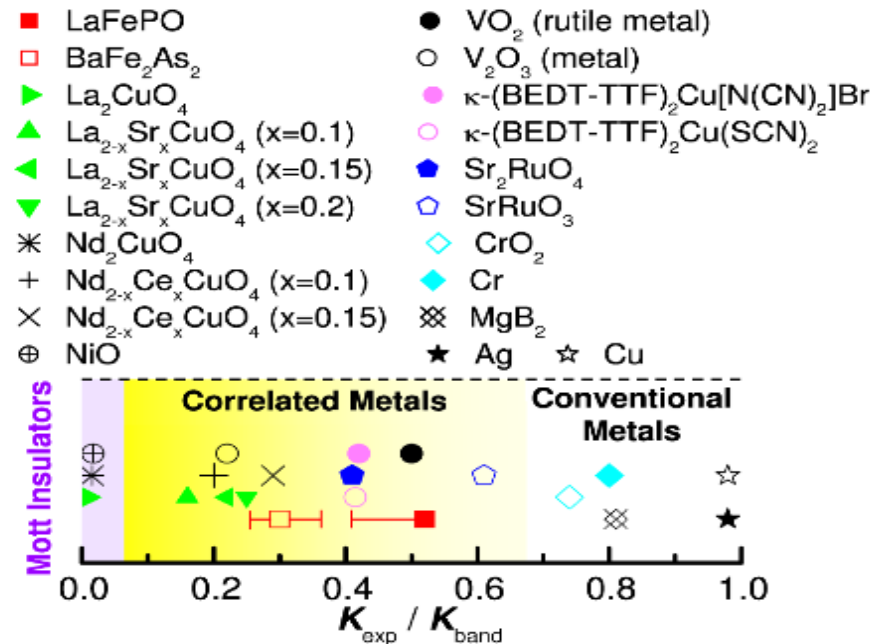 LaFePO
VO₂ (rutile metal)
BaFe₂As₂
V₂O₃ (metal)
La₂CuO₄
κ-(BEDT-TTF)₂Cu[N(CN)₂]Br
La₂₋ₓSrₓCuO₄ (x=0.1)
κ-(BEDT-TTF)₂Cu(SCN)₂
La₂₋ₓSrₓCuO₄ (x=0.15)
Sr₂RuO₄
La₂₋ₓSrₓCuO₄ (x=0.2)
SrRuO₃
Nd₂CuO₄
CrO₂
Nd₂₋ₓCeₓCuO₄ (x=0.1)
Cr
Nd₂₋ₓCeₓCuO₄ (x=0.15)
MgB₂
NiO
Ag
Cu
Mott Insulators
Correlated Metals
Conventional
Metals
0.0 0.2 0.4 0.6 0.8 1.0
K_exp / K_band